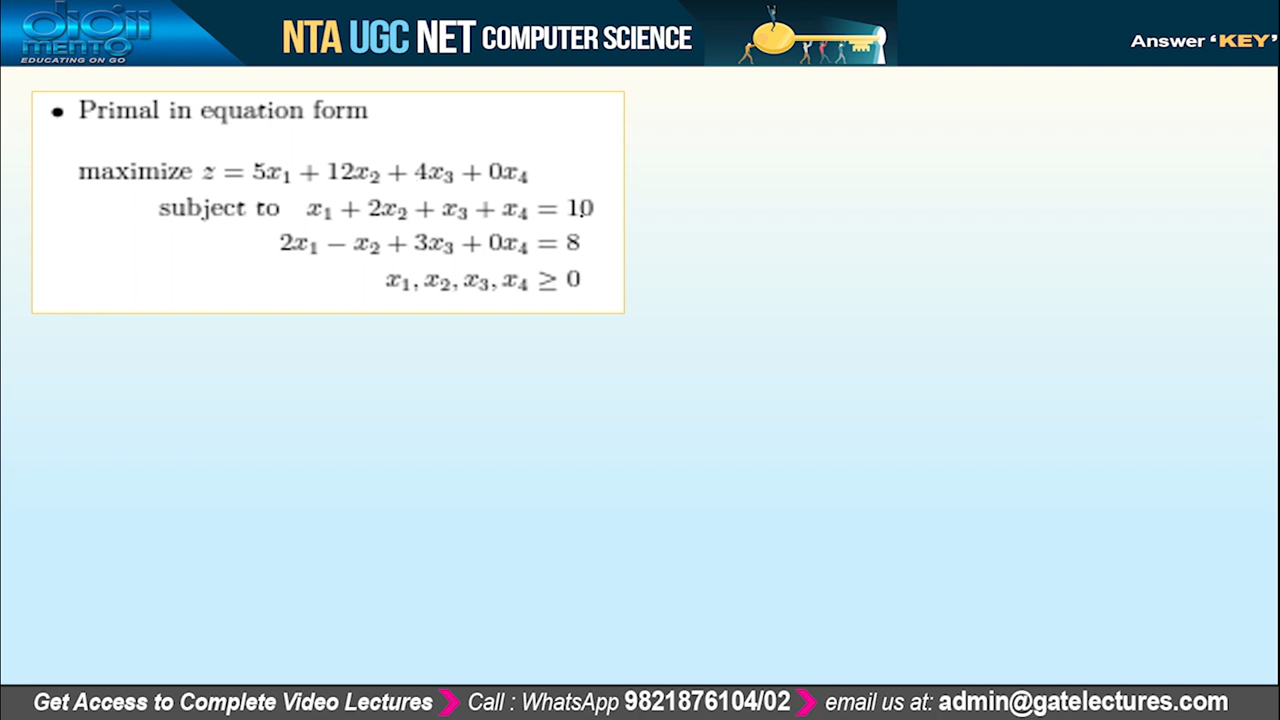 digii
MENTO
EDUCATING ON GO
NTA UGC NET COMPUTER SCIENCE
Answer ‘KEY’
• Primal in equation form
maximize z = 5x₁ + 12x₂ + 4x₃ + 0x₄
subject to x₁ + 2x₂ + x₃ + x₄ = 10
2x₁ − x₂ + 3x₃ + 0x₄ = 8
x₁, x₂, x₃, x₄ ≥ 0
Get Access to Complete Video Lectures Call : WhatsApp 9821876104/02 email us at: admin@gatelectures.com